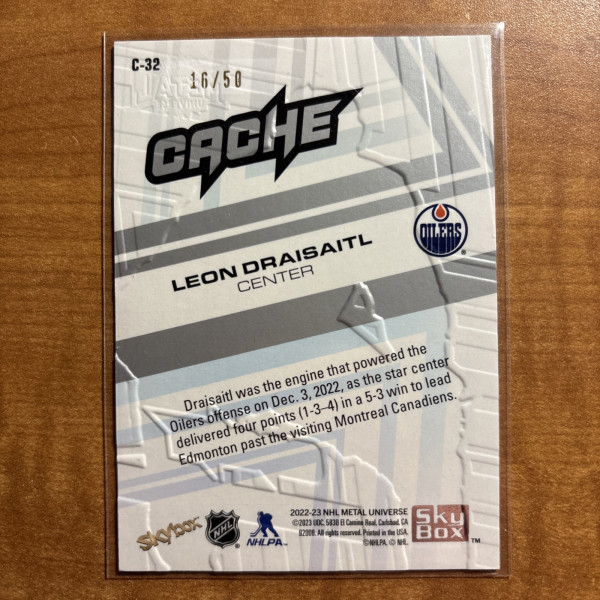 C-32
16/50
CACHE
OILERS
LEON DRAISAITL
CENTER
Draisaitl was the engine that powered the
Oilers offense on Dec. 3, 2022, as the star center
delivered four points (1-3–4) in a 5-3 win to lead
Edmonton past the visiting Montreal Canadiens.
2022-23 NHL METAL UNIVERSE
©2023 UDC, 5830 El Camino Real, Carlsbad, CA
92008. All rights reserved. Printed in the USA.
©NHLPA. © NHL.
skybox
NHL
NHLPA
Sky
Box
TM